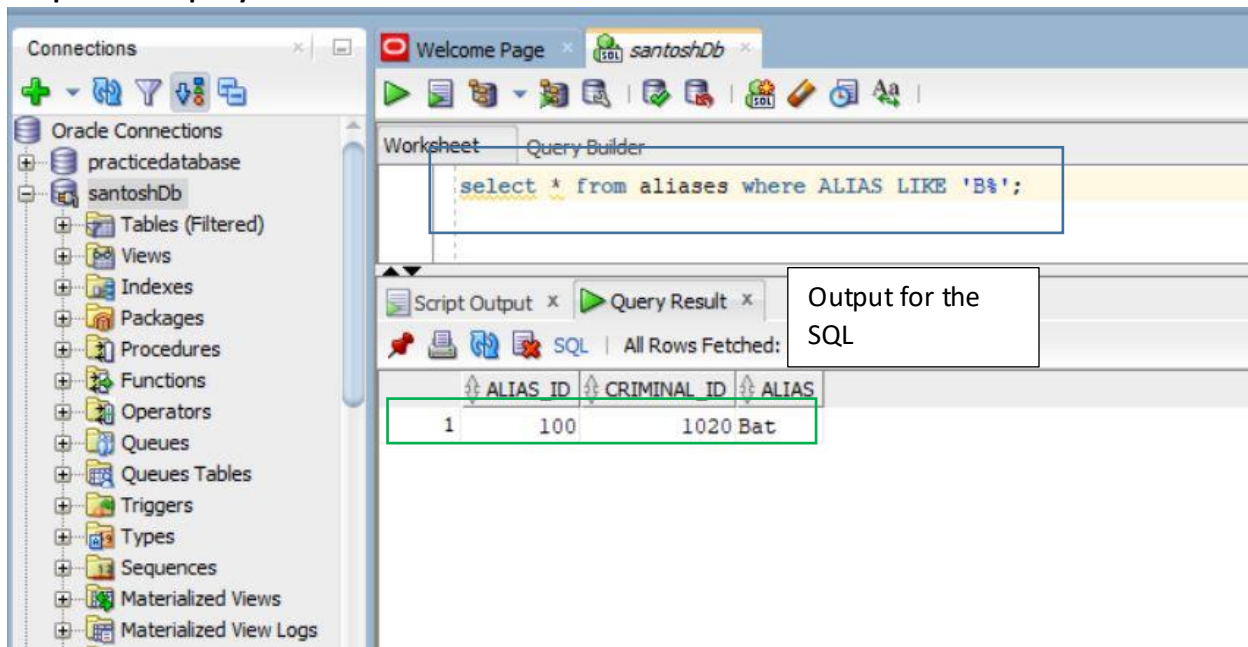 Connections
Oracle Connections
practicedatabase
santoshDb
Tables (Filtered)
Views
Indexes
Packages
Procedures
Functions
Operators
Queues
Queues Tables
Triggers
Types
Sequences
Materialized Views
Materialized View Logs
Welcome Page
santoshDb
Worksheet Query Builder
select * from aliases where ALIAS LIKE 'B%';
Script Output x Query Result x
SQL | All Rows Fetched:
Output for the
SQL
ALIAS_ID CRIMINAL_ID ALIAS
1 100 1020 Bat